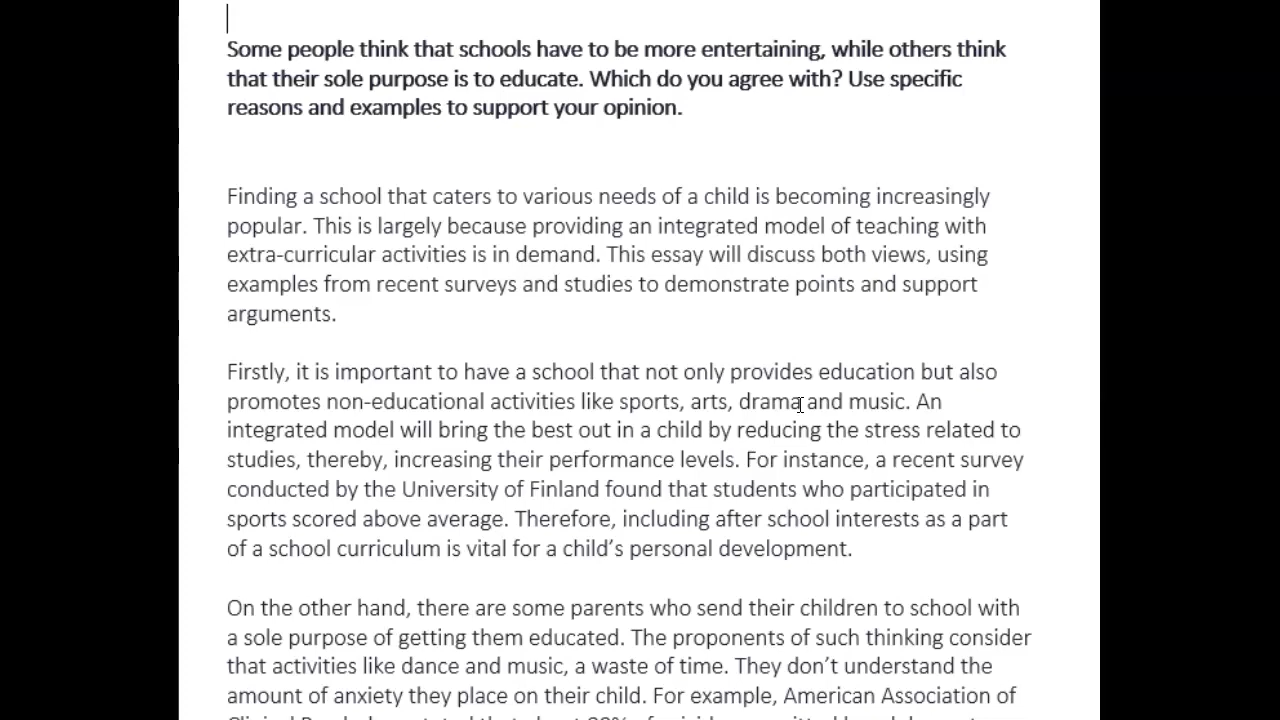 Some people think that schools have to be more entertaining, while others think
that their sole purpose is to educate. Which do you agree with? Use specific
reasons and examples to support your opinion.
Finding a school that caters to various needs of a child is becoming increasingly
popular. This is largely because providing an integrated model of teaching with
extra-curricular activities is in demand. This essay will discuss both views, using
examples from recent surveys and studies to demonstrate points and support
arguments.
Firstly, it is important to have a school that not only provides education but also
promotes non-educational activities like sports, arts, drama and music. An
integrated model will bring the best out in a child by reducing the stress related to
studies, thereby, increasing their performance levels. For instance, a recent survey
conducted by the University of Finland found that students who participated in
sports scored above average. Therefore, including after school interests as a part
of a school curriculum is vital for a child’s personal development.
On the other hand, there are some parents who send their children to school with
a sole purpose of getting them educated. The proponents of such thinking consider
that activities like dance and music, a waste of time. They don’t understand the
amount of anxiety they place on their child. For example, American Association of